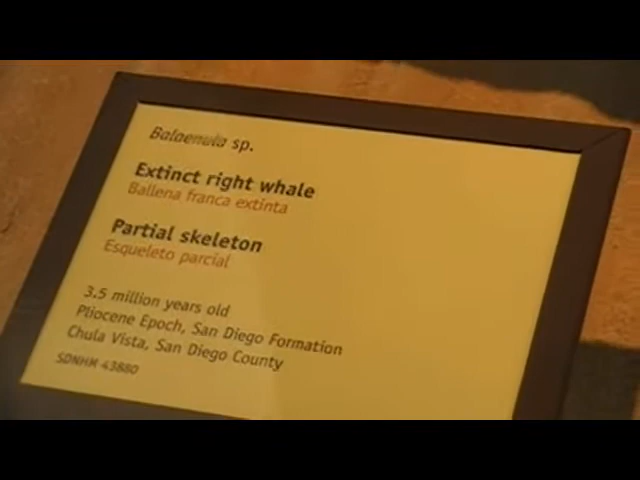 Balaenula sp.
Extinct right whale
Ballena franca extinta
Partial skeleton
Esqueleto parcial
3.5 million years old
Pliocene Epoch, San Diego Formation
Chula Vista, San Diego County
SDNHM 43880